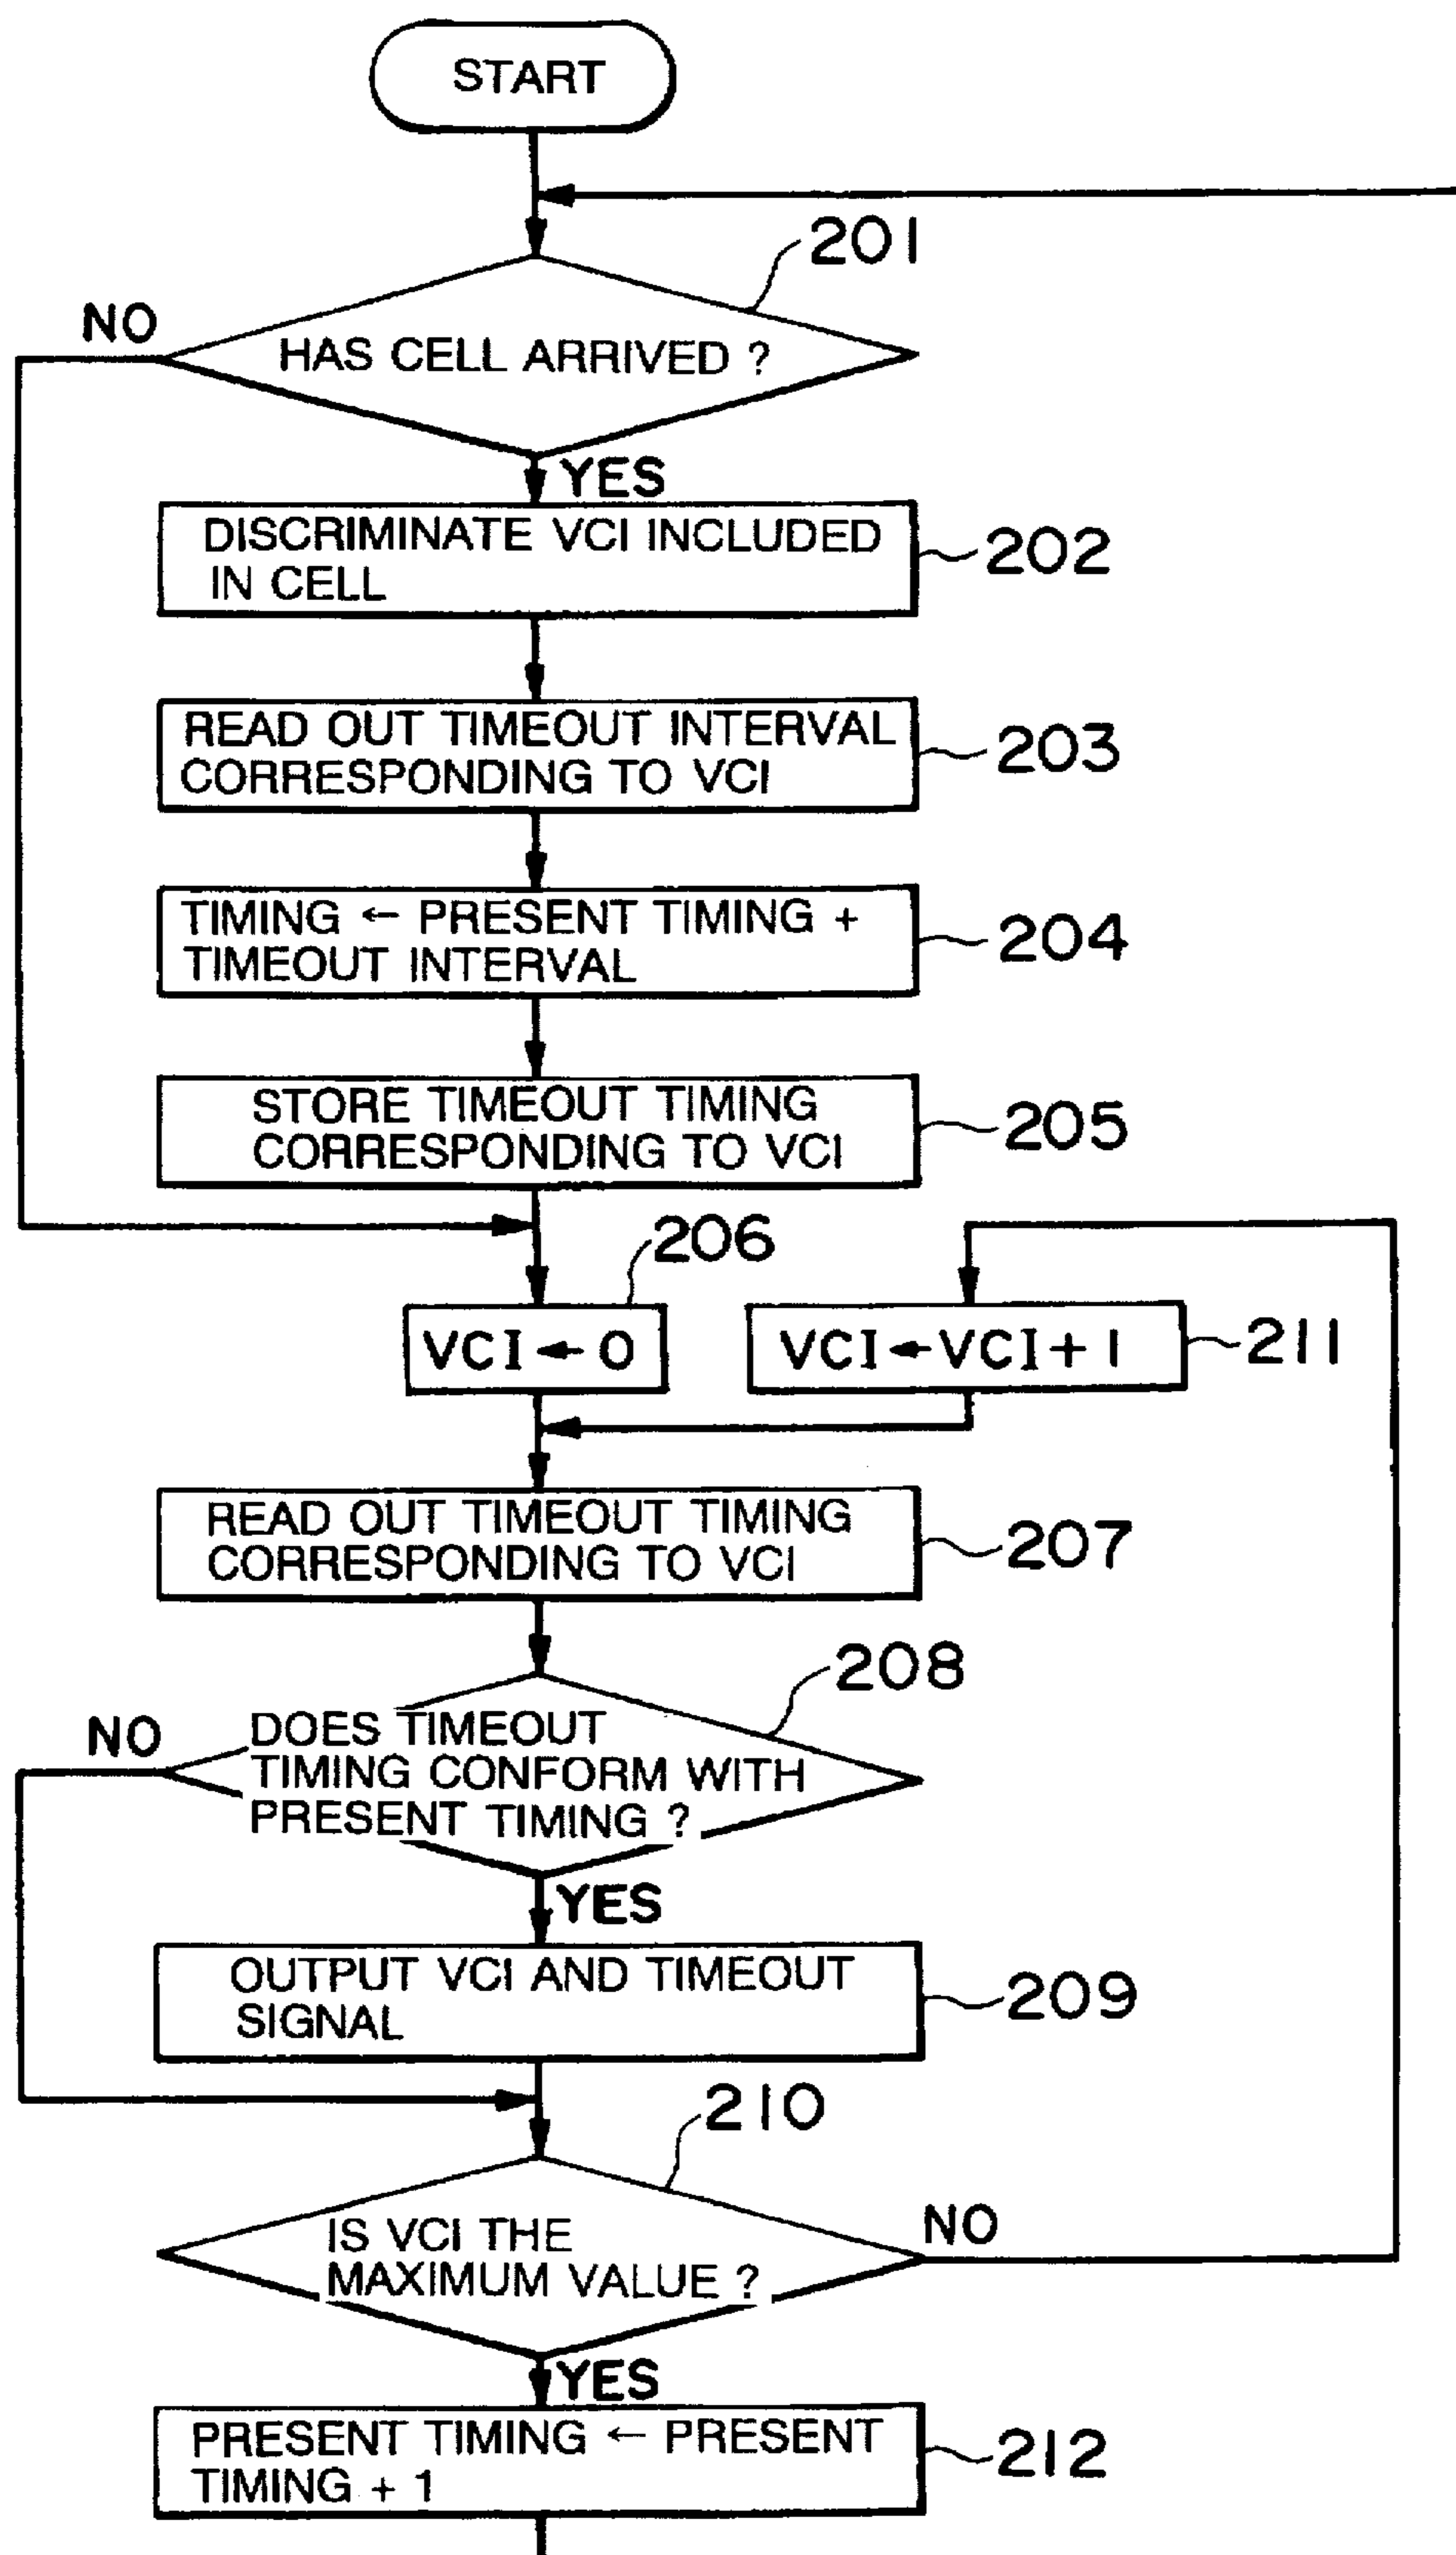 START
201
NO
HAS CELL ARRIVED ?
YES
DISCRIMINATE VCI INCLUDED
IN CELL
202
READ OUT TIMEOUT INTERVAL
CORRESPONDING TO VCI
203
TIMING ← PRESENT TIMING +
TIMEOUT INTERVAL
204
STORE TIMEOUT TIMING
CORRESPONDING TO VCI
205
206
VCI ← 0
VCI ← VCI + 1
211
READ OUT TIMEOUT TIMING
CORRESPONDING TO VCI
207
208
NO
DOES TIMEOUT
TIMING CONFORM WITH
PRESENT TIMING ?
YES
OUTPUT VCI AND TIMEOUT
SIGNAL
209
210
NO
IS VCI THE
MAXIMUM VALUE ?
YES
PRESENT TIMING ← PRESENT
TIMING + 1
212